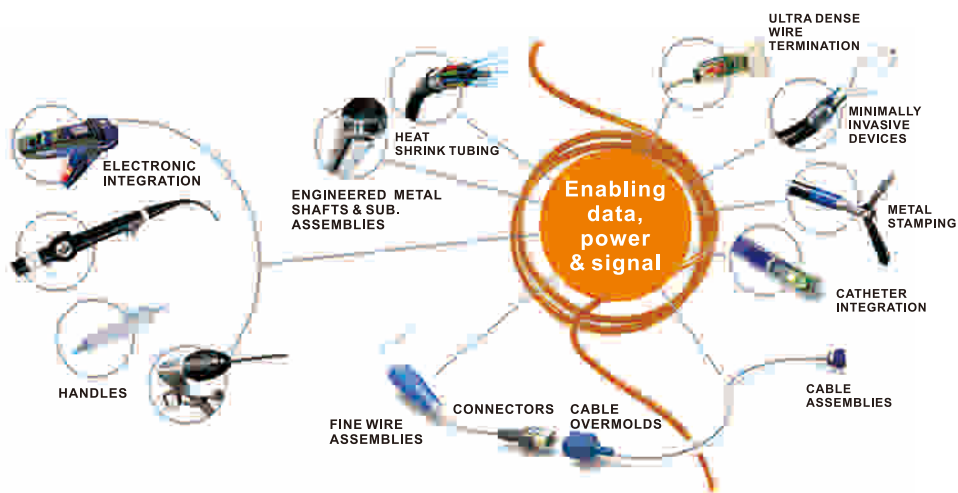 ULTRA DENSE
WIRE
TERMINATION
MINIMALLY
INVASIVE
DEVICES
HEAT
SHRINK TUBING
ELECTRONIC
INTEGRATION
ENGINEERED METAL
SHAFTS & SUB.
ASSEMBLIES
Enabling
data,
power
& signal
METAL
STAMPING
CATHETER
INTEGRATION
HANDLES
CABLE
ASSEMBLIES
FINE WIRE
ASSEMBLIES
CONNECTORS
CABLE
OVERMOLDS